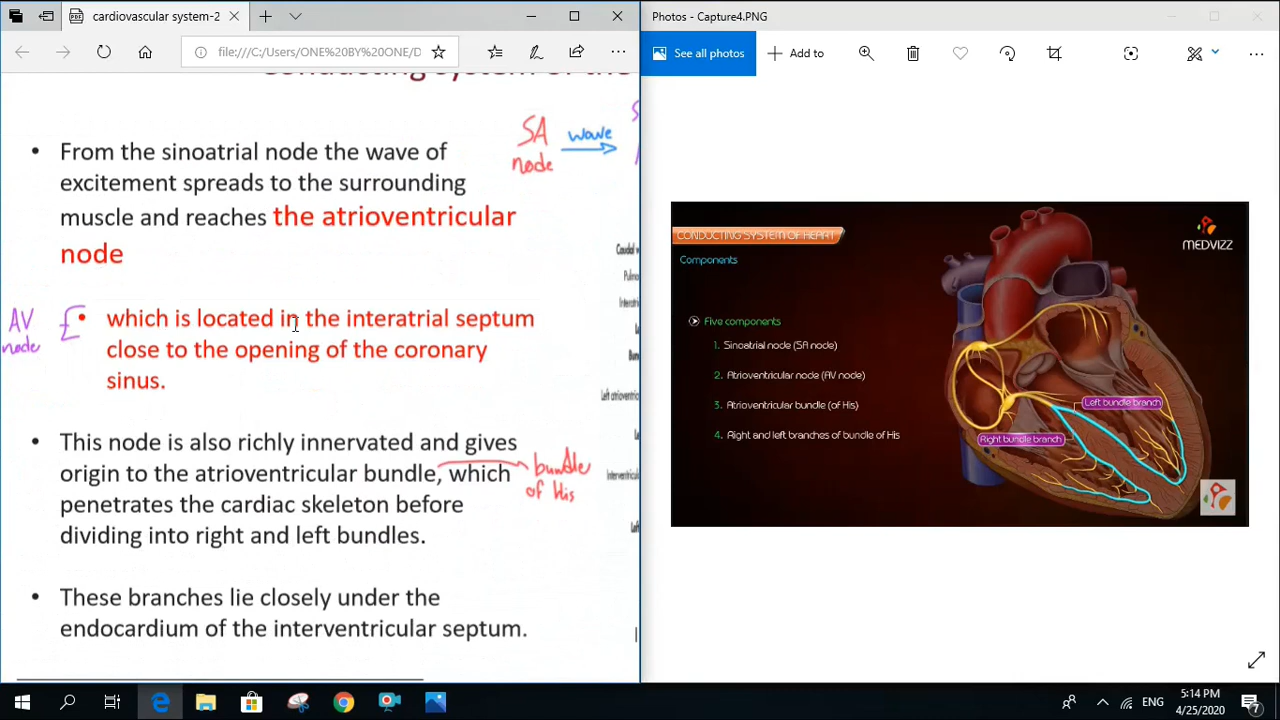 cardiovascular system-2
file:///C:/Users/ONE%20BY%20ONE/D
From the sinoatrial node the wave of
excitement spreads to the surrounding
muscle and reaches the atrioventricular
node
SA
node
wave
Caudal
AV
node
which is located in the interatrial septum
close to the opening of the coronary
sinus.
This node is also richly innervated and gives
origin to the atrioventricular bundle, which
penetrates the cardiac skeleton before
dividing into right and left bundles.
bundle
of His
Left atrioventric
Interventricul
These branches lie closely under the
endocardium of the interventricular septum.
Photos - Capture4.PNG
See all photos
Add to
CONDUCTING SYSTEM OF HEART
MEDVIZZ
Components
Five components
1. Sinoatrial node (SA node)
2. Atrioventricular node (AV node)
3. Atrioventricular bundle (of His)
4. Right and left branches of bundle of His
Left bundle branch
Right bundle branch
ENG
5:14 PM
4/25/2020
7